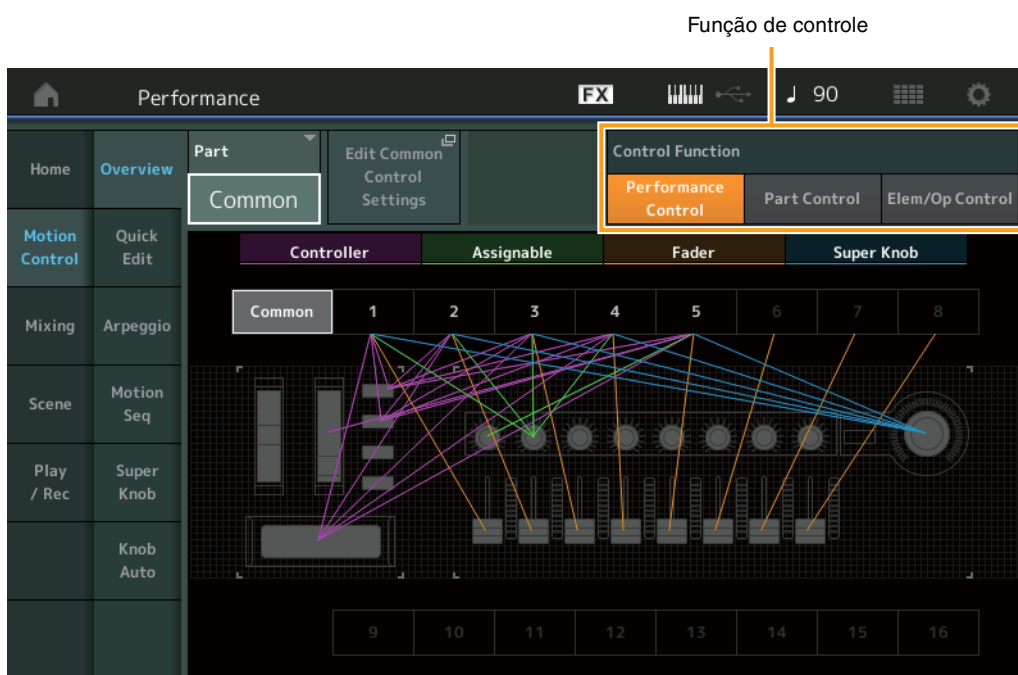 Função de controle
Performance
FX
90
Home
Overview
Part
Common
Edit Common
Control
Settings
Control Function
Performance
Control
Part Control
Elem/Op Control
Motion
Control
Quick
Edit
Controller
Assignable
Fader
Super Knob
Mixing
Arpeggio
Common
1
2
3
4
5
6
7
8
Scene
Motion
Seq
Play
/ Rec
Super
Knob
Knob
Auto
9
10
11
12
13
14
15
16